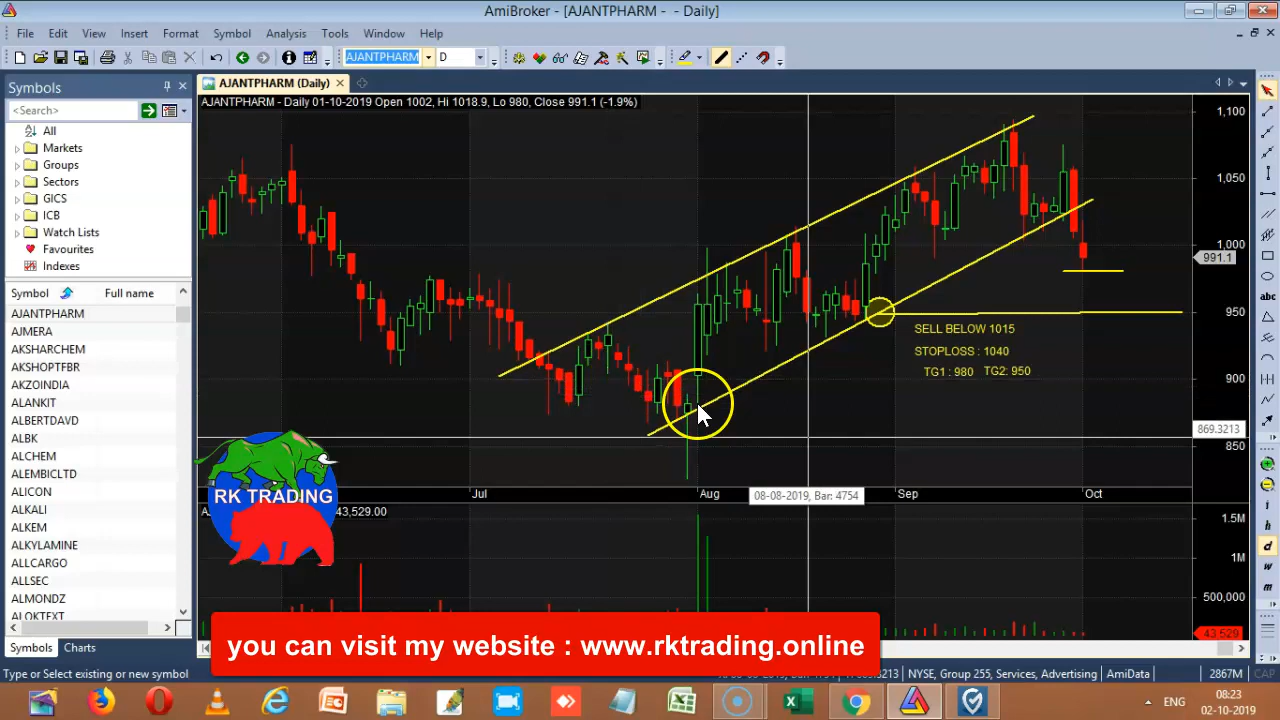 AmiBroker - [AJANTPHARM - - Daily]
File Edit View Insert Format Symbol Analysis Tools Window Help
AJANTPHARM D
Symbols
AJANTPHARM (Daily)
<Search>
AJANTPHARM - Daily 01-10-2019 Open 1002, Hi 1018.9, Lo 980, Close 991.1 (-1.9%)
All
Markets
Groups
Sectors
GICS
ICB
Watch Lists
Favourites
Indexes
Symbol Full name
AJANTPHARM
AJMERA
AKSHARCHEM
AKSHOPTFBR
AKZOINDIA
ALANKIT
ALBERTDAVD
ALBK
ALCHEM
ALEMBICLTD
ALICON
ALKALI
ALKEM
ALKYLAMINE
ALLCARGO
ALLSEC
ALMONDZ
ALOKTEXT
Symbols Charts
1,100
1,050
1,000
991.1
950
900
869.3213
850
SELL BELOW 1015
STOPLOSS : 1040
TG1 : 980 TG2: 950
RK TRADING
Jul Aug 08-08-2019, Bar: 4754 Sep Oct
43,529.00
1.5M
1M
500,000
43,529
you can visit my website : www.rktrading.online
Type or Select existing or new symbol
NYSE, Group 255, Services, Advertising AmiData 2867M
ENG
08:23
02-10-2019